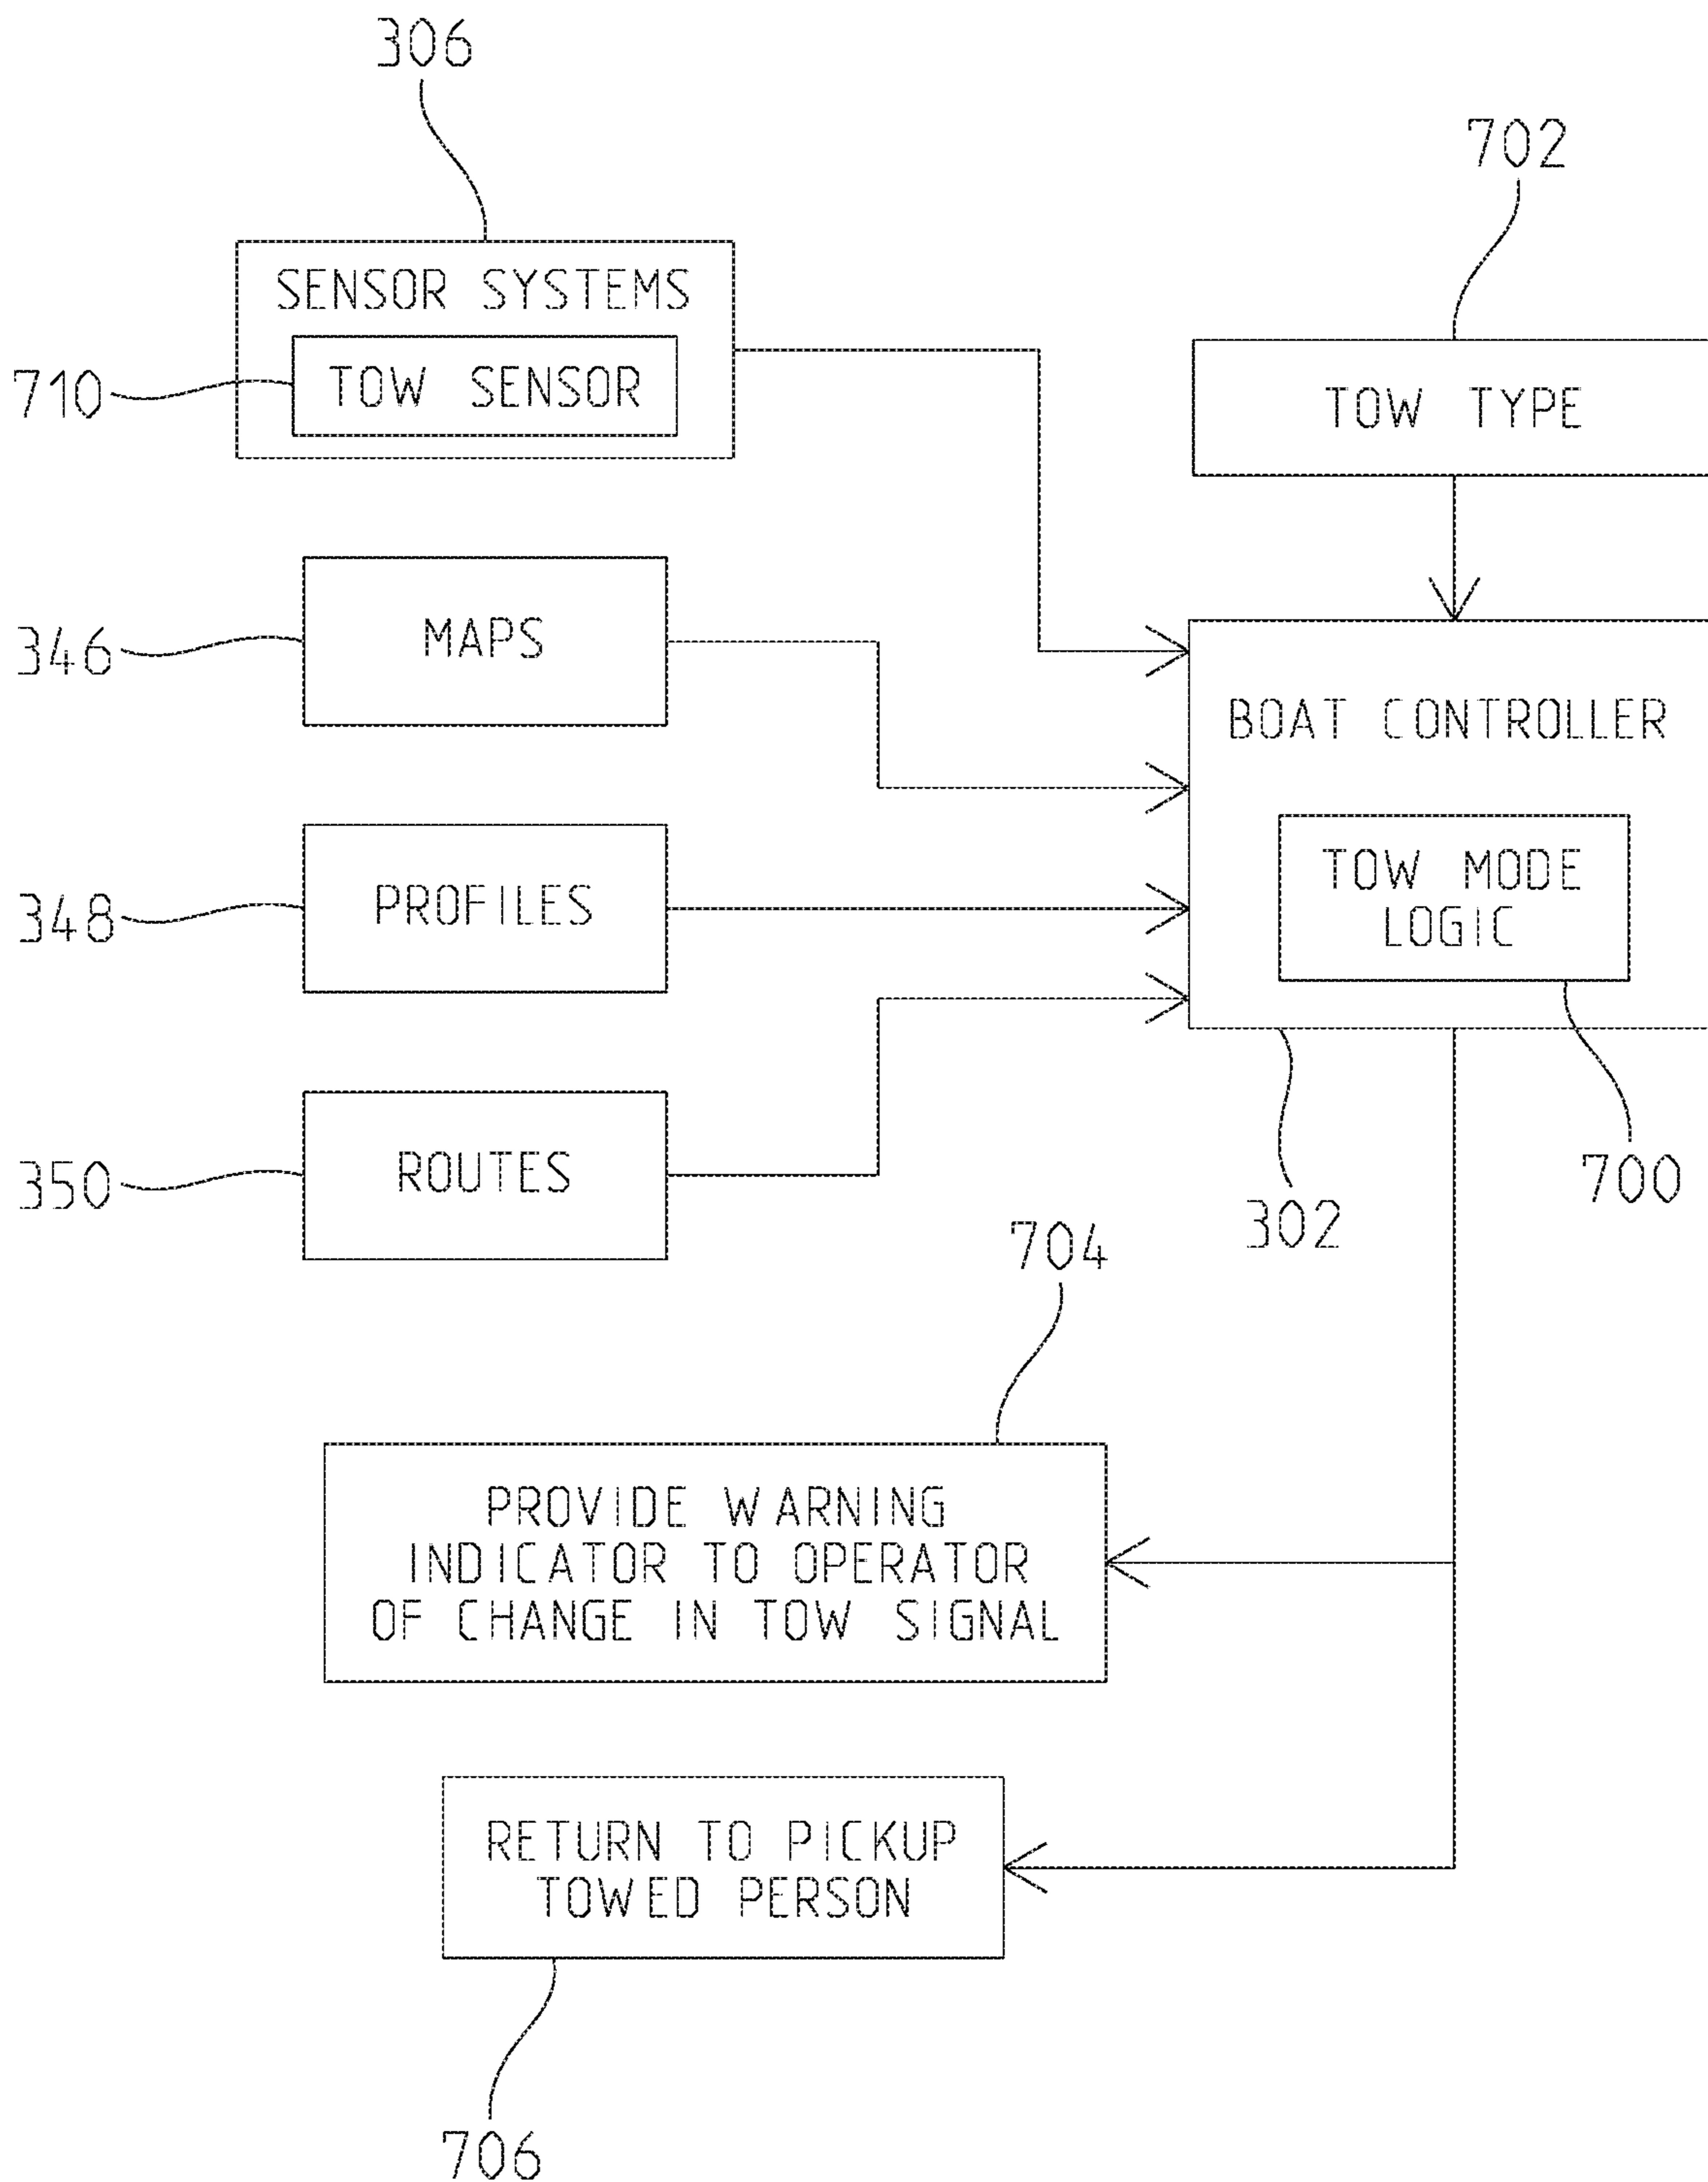 306
702
SENSOR SYSTEMS
710
TOW SENSOR
TOW TYPE
346
MAPS
BOAT CONTROLLER
348
PROFILES
TOW MODE
LOGIC
350
ROUTES
302
700
704
PROVIDE WARNING
INDICATOR TO OPERATOR
OF CHANGE IN TOW SIGNAL
RETURN TO PICKUP
TOWED PERSON
706